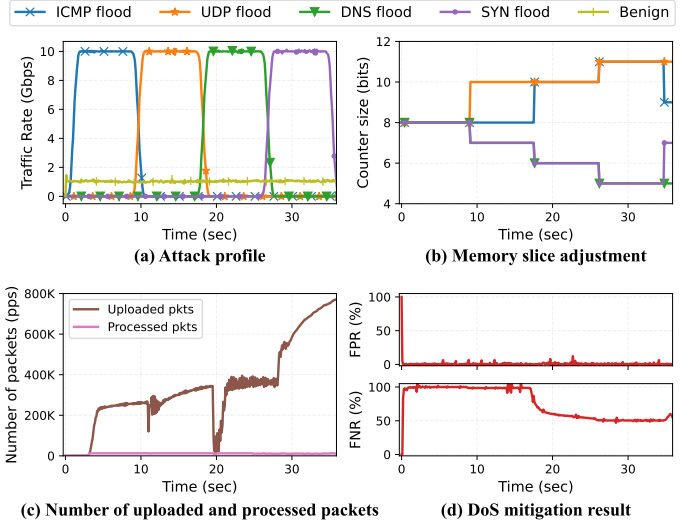 ICMP flood UDP flood DNS flood SYN flood Benign
10
8
6
4
2
0
Traffic Rate (Gbps)
0 10 20 30
Time (sec)
(a) Attack profile
12
10
8
6
4
Counter size (bits)
0 10 20 30
Time (sec)
(b) Memory slice adjustment
800K
600K
400K
200K
0
Number of packets (pps)
Uploaded pkts
Processed pkts
0 10 20 30
Time (sec)
(c) Number of uploaded and processed packets
100
50
0
FPR (%)
100
50
0
FNR (%)
0 10 20 30
Time (sec)
(d) DoS mitigation result